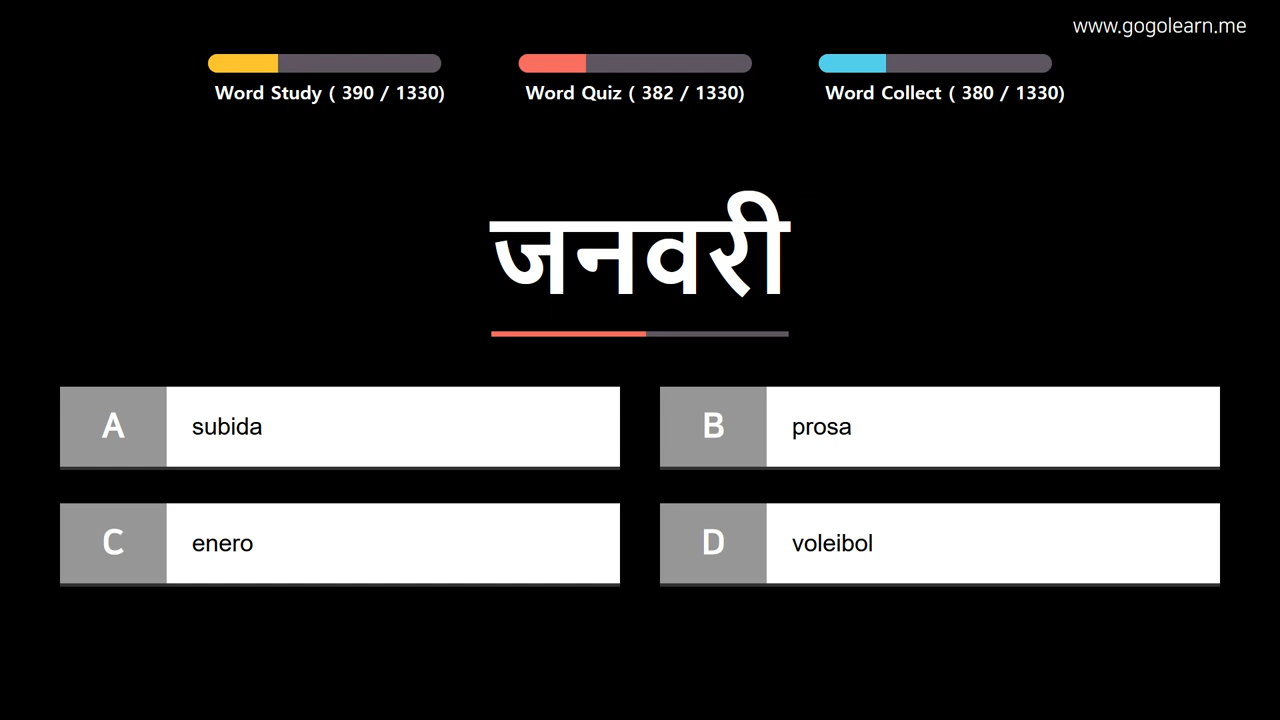 www.gogolearn.me
Word Study ( 390 / 1330)
Word Quiz ( 382 / 1330)
Word Collect ( 380 / 1330)
जनवरी
A subida
B prosa
C enero
D voleibol